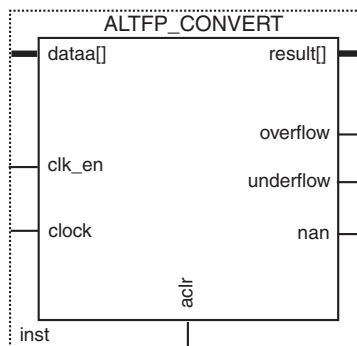 ALTFP_CONVERT
dataa[] result[]
overflow
clk_en
underflow
clock
nan
aclr
inst